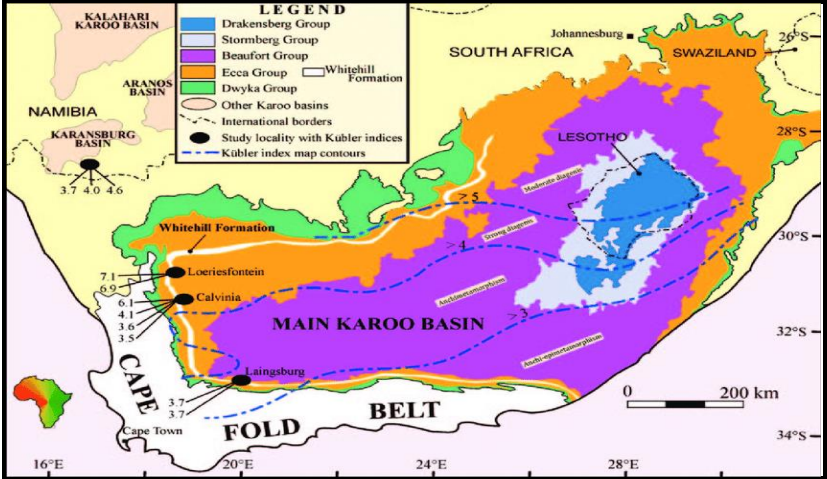 KALAHARI
KAROO BASIN
ARANOS
BASIN
NAMIBIA
KARANSBURG
BASIN
3.7 4.0 4.6
LEGEND
Drakensberg Group
Stormberg Group
Beaufort Group
Ecca Group
Whitehill
Formation
Dwyka Group
Other Karoo basins
International borders
Study locality with Kübler indices
Kübler index map contours
Johannesburg
SOUTH AFRICA
SWAZILAND
26°S
28°S
30°S
32°S
34°S
LESOTHO
Moderate diagenis
> 5
Strong diagenis
> 4
Anchimetamorphism
> 3
Anchi-epimetamorphism
Whitehill Formation
Loeriesfontein
7.1
6.9
Calvinia
6.1
4.1
3.6
3.5
MAIN KAROO BASIN
Laingsburg
3.7
3.7
CAPE
FOLD BELT
Cape Town
0 200 km
16°E 20°E 24°E 28°E